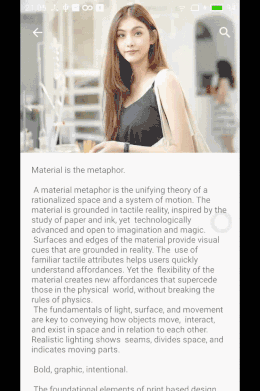 Material is the metaphor.
A material metaphor is the unifying theory of a
rationalized space and a system of motion. The
material is grounded in tactile reality, inspired by the
study of paper and ink, yet technologically
advanced and open to imagination and magic.
Surfaces and edges of the material provide visual
cues that are grounded in reality. The use of
familiar tactile attributes helps users quickly
understand affordances. Yet the flexibility of the
material creates new affordances that supercede
those in the physical world, without breaking the
rules of physics.
The fundamentals of light, surface, and movement
are key to conveying how objects move, interact,
and exist in space and in relation to each other.
Realistic lighting shows seams, divides space, and
indicates moving parts.
Bold, graphic, intentional.
The foundational elements of print based design